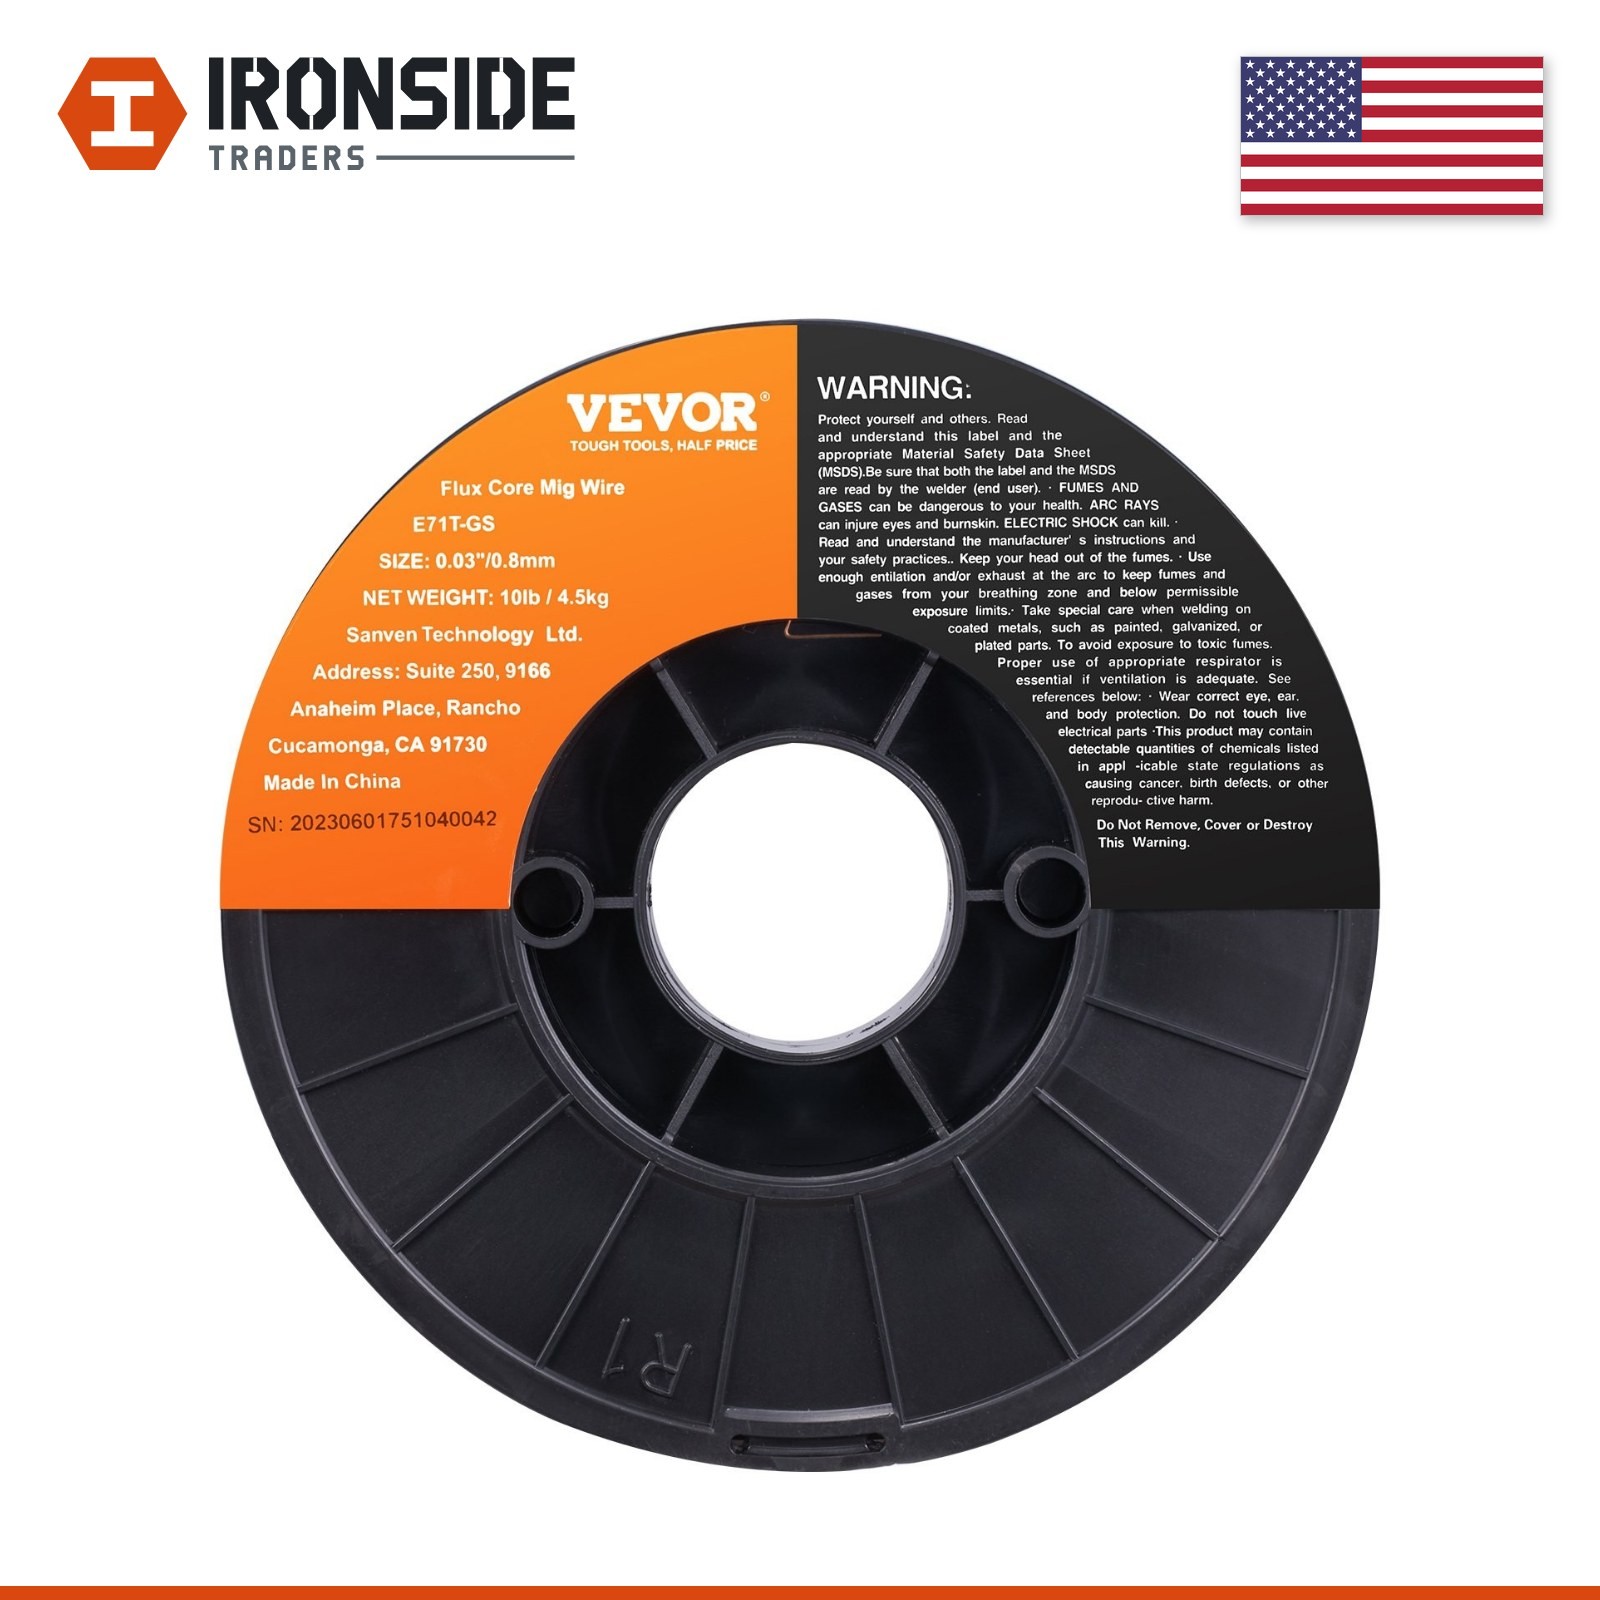 IRONSIDE
TRADERS
VEVOR®
TOUGH TOOLS, HALF PRICE
Flux Core Mig Wire
E71T-GS
SIZE: 0.03"/0.8mm
NET WEIGHT: 10lb / 4.5kg
Sanven Technology Ltd.
Address: Suite 250, 9166
Anaheim Place, Rancho
Cucamonga, CA 91730
Made In China
SN: 20230601751040042
WARNING:
Protect yourself and others. Read
and understand this label and the
appropriate Material Safety Data Sheet
(MSDS).Be sure that both the label and the MSDS
are read by the welder (end user). · FUMES AND
GASES can be dangerous to your health. ARC RAYS
can injure eyes and burnskin. ELECTRIC SHOCK can kill. ·
Read and understand the manufacturer' s instructions and
your safety practices.. Keep your head out of the fumes. · Use
enough entilation and/or exhaust at the arc to keep fumes and
gases from your breathing zone and below permissible
exposure limits.· Take special care when welding on
coated metals, such as painted, galvanized, or
plated parts. To avoid exposure to toxic fumes.
Proper use of appropriate respirator is
essential if ventilation is adequate. See
references below: · Wear correct eye, ear.
and body protection. Do not touch live
electrical parts ·This product may contain
detectable quantities of chemicals listed
in appl -icable state regulations as
causing cancer. birth defects, or other
reprodu- ctive harm.
Do Not Remove, Cover or Destroy
This Warning.
R1